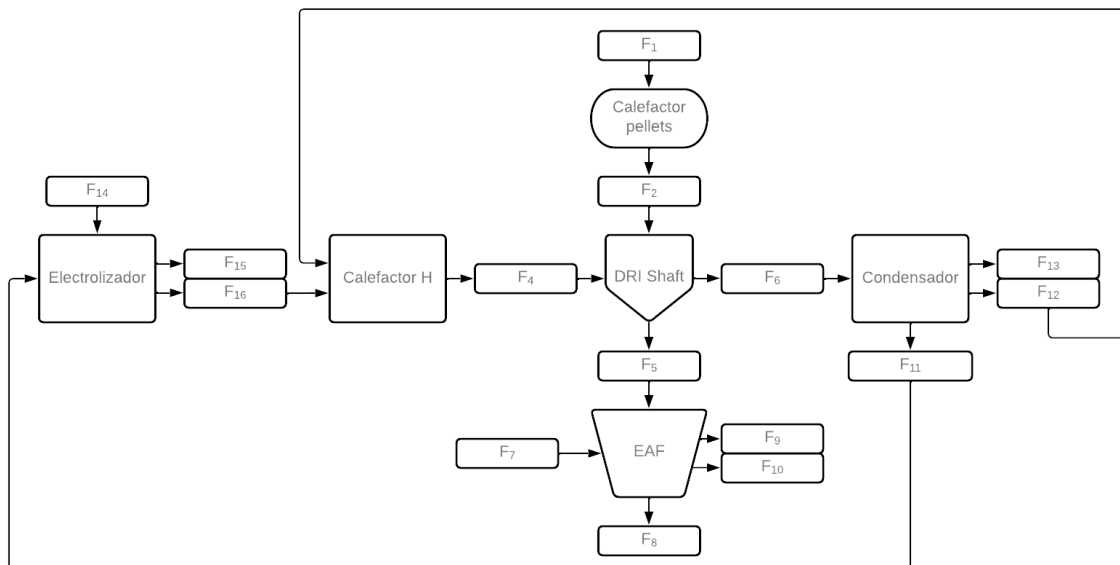 F₁
Calefactor
pellets
F₁₄
F₂
Electrolizador
F₁₅
F₁₆
Calefactor H
F₄
DRI Shaft
F₆
Condensador
F₁₃
F₁₂
F₅
F₁₁
F₇
EAF
F₉
F₁₀
F₈